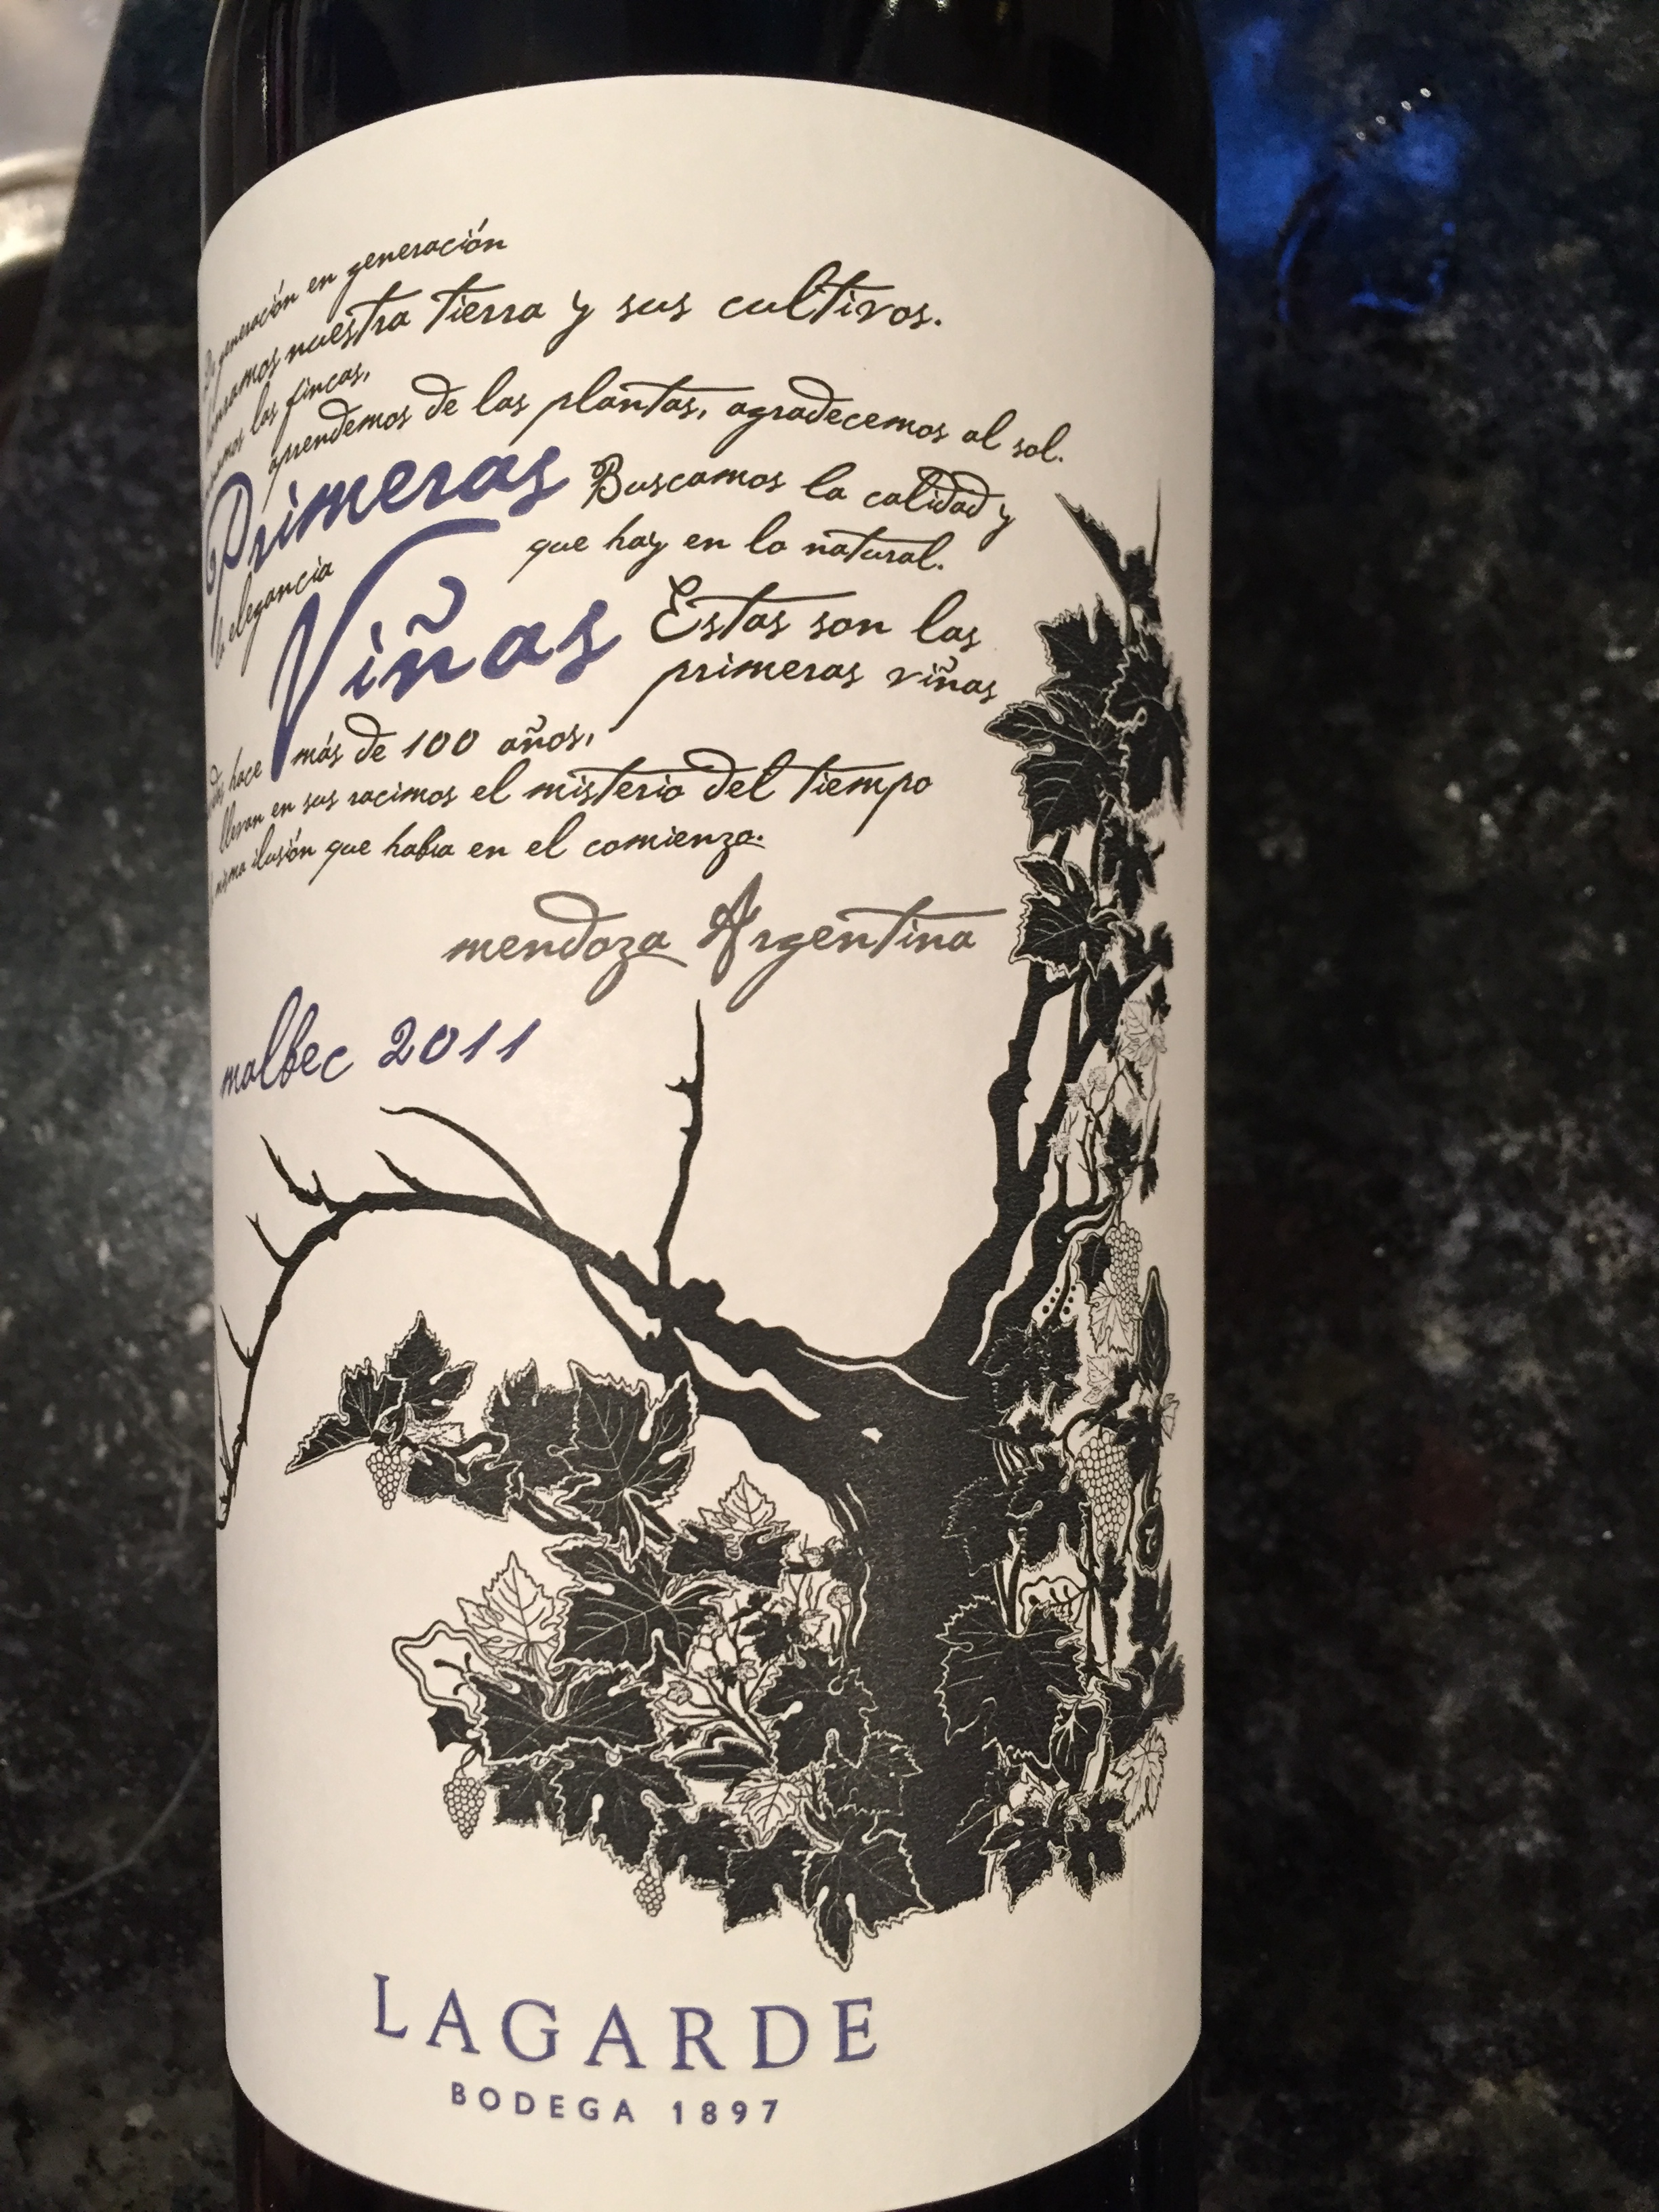 De generación en generación
honramos nuestra tierra y sus cultivos.
las fincas,
aprendemos de las plantas, agradecemos al sol.
Primeras Buscamos la calidad y
la elegancia que hay en lo natural.
Viñas Estas son las
primeras viñas
hace más de 100 años,
llevan en sus racimos el misterio del tiempo
misma ilusión que había en el comienzo.
mendoza Argentina
malbec 2011
LAGARDE
BODEGA 1897